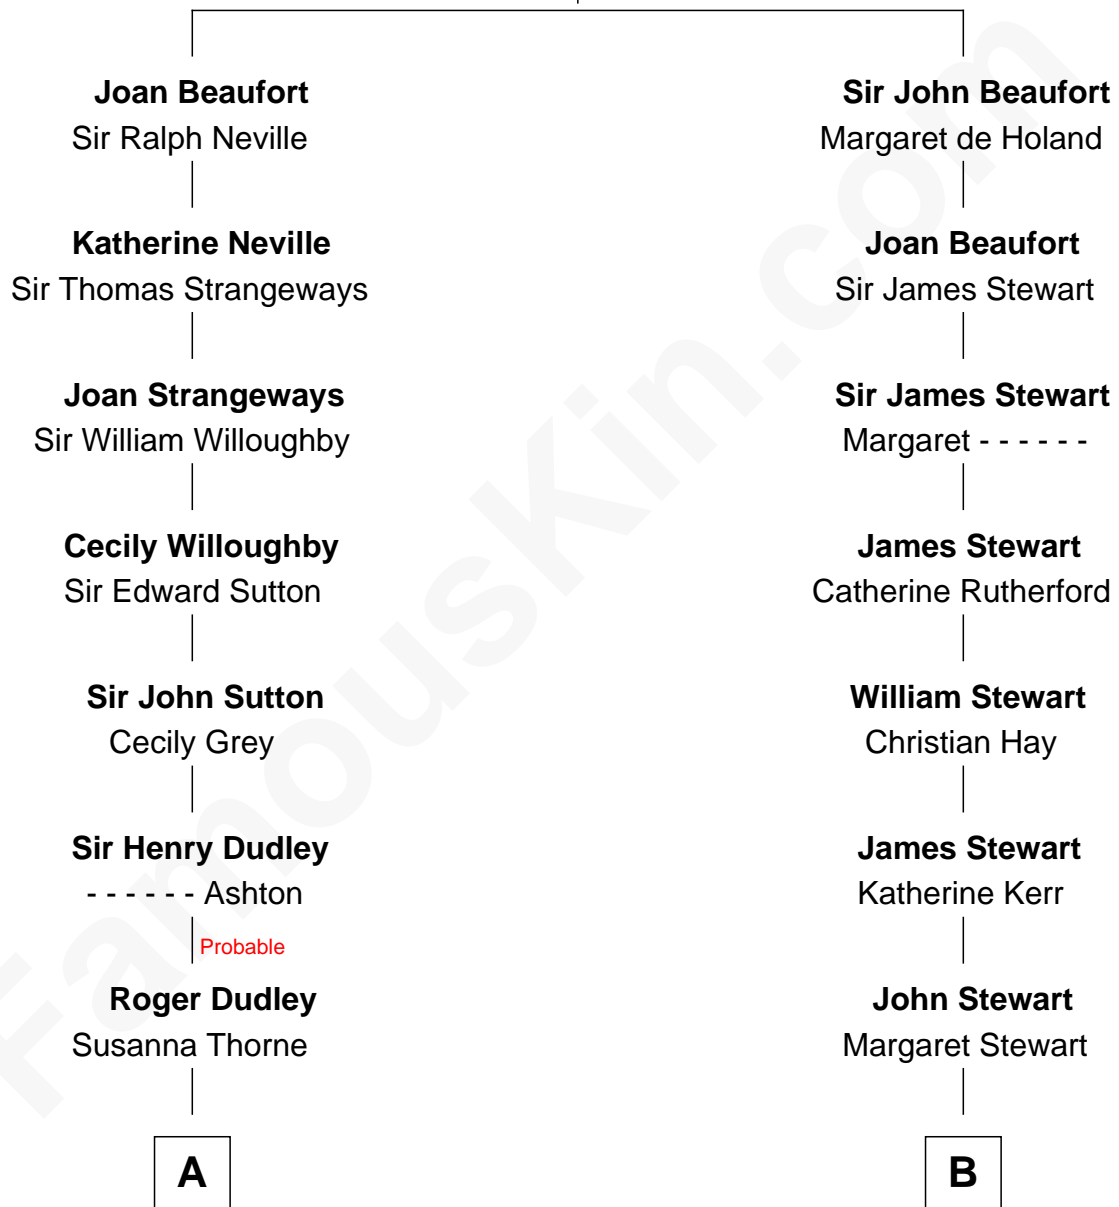 Joan Beaufort
Sir Ralph Neville
Katherine Neville
Sir Thomas Strangeways
Joan Strangeways
Sir William Willoughby
Cecily Willoughby
Sir Edward Sutton
Sir John Sutton
Cecily Grey
Sir Henry Dudley
- - - - - - Ashton
Probable
Roger Dudley
Susanna Thorne
A
Sir John Beaufort
Margaret de Holand
Joan Beaufort
Sir James Stewart
Sir James Stewart
Margaret - - - - - -
James Stewart
Catherine Rutherford
William Stewart
Christian Hay
James Stewart
Katherine Kerr
John Stewart
Margaret Stewart
B
FamousKin.com